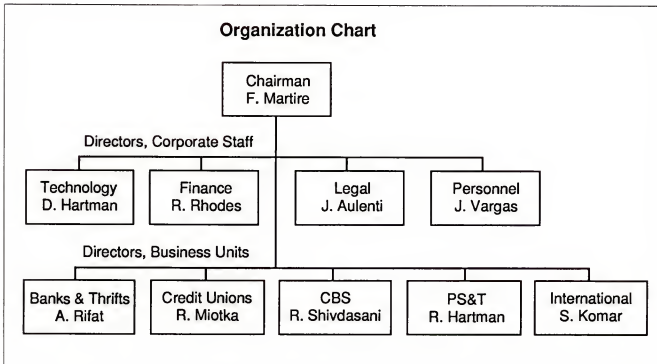 Organization Chart
Chairman
F. Martire
Directors, Corporate Staff
Technology
D. Hartman
Finance
R. Rhodes
Legal
J. Aulenti
Personnel
J. Vargas
Directors, Business Units
Banks & Thrifts
A. Rifat
Credit Unions
R. Miotka
CBS
R. Shivdasani
PS&T
R. Hartman
International
S. Komar